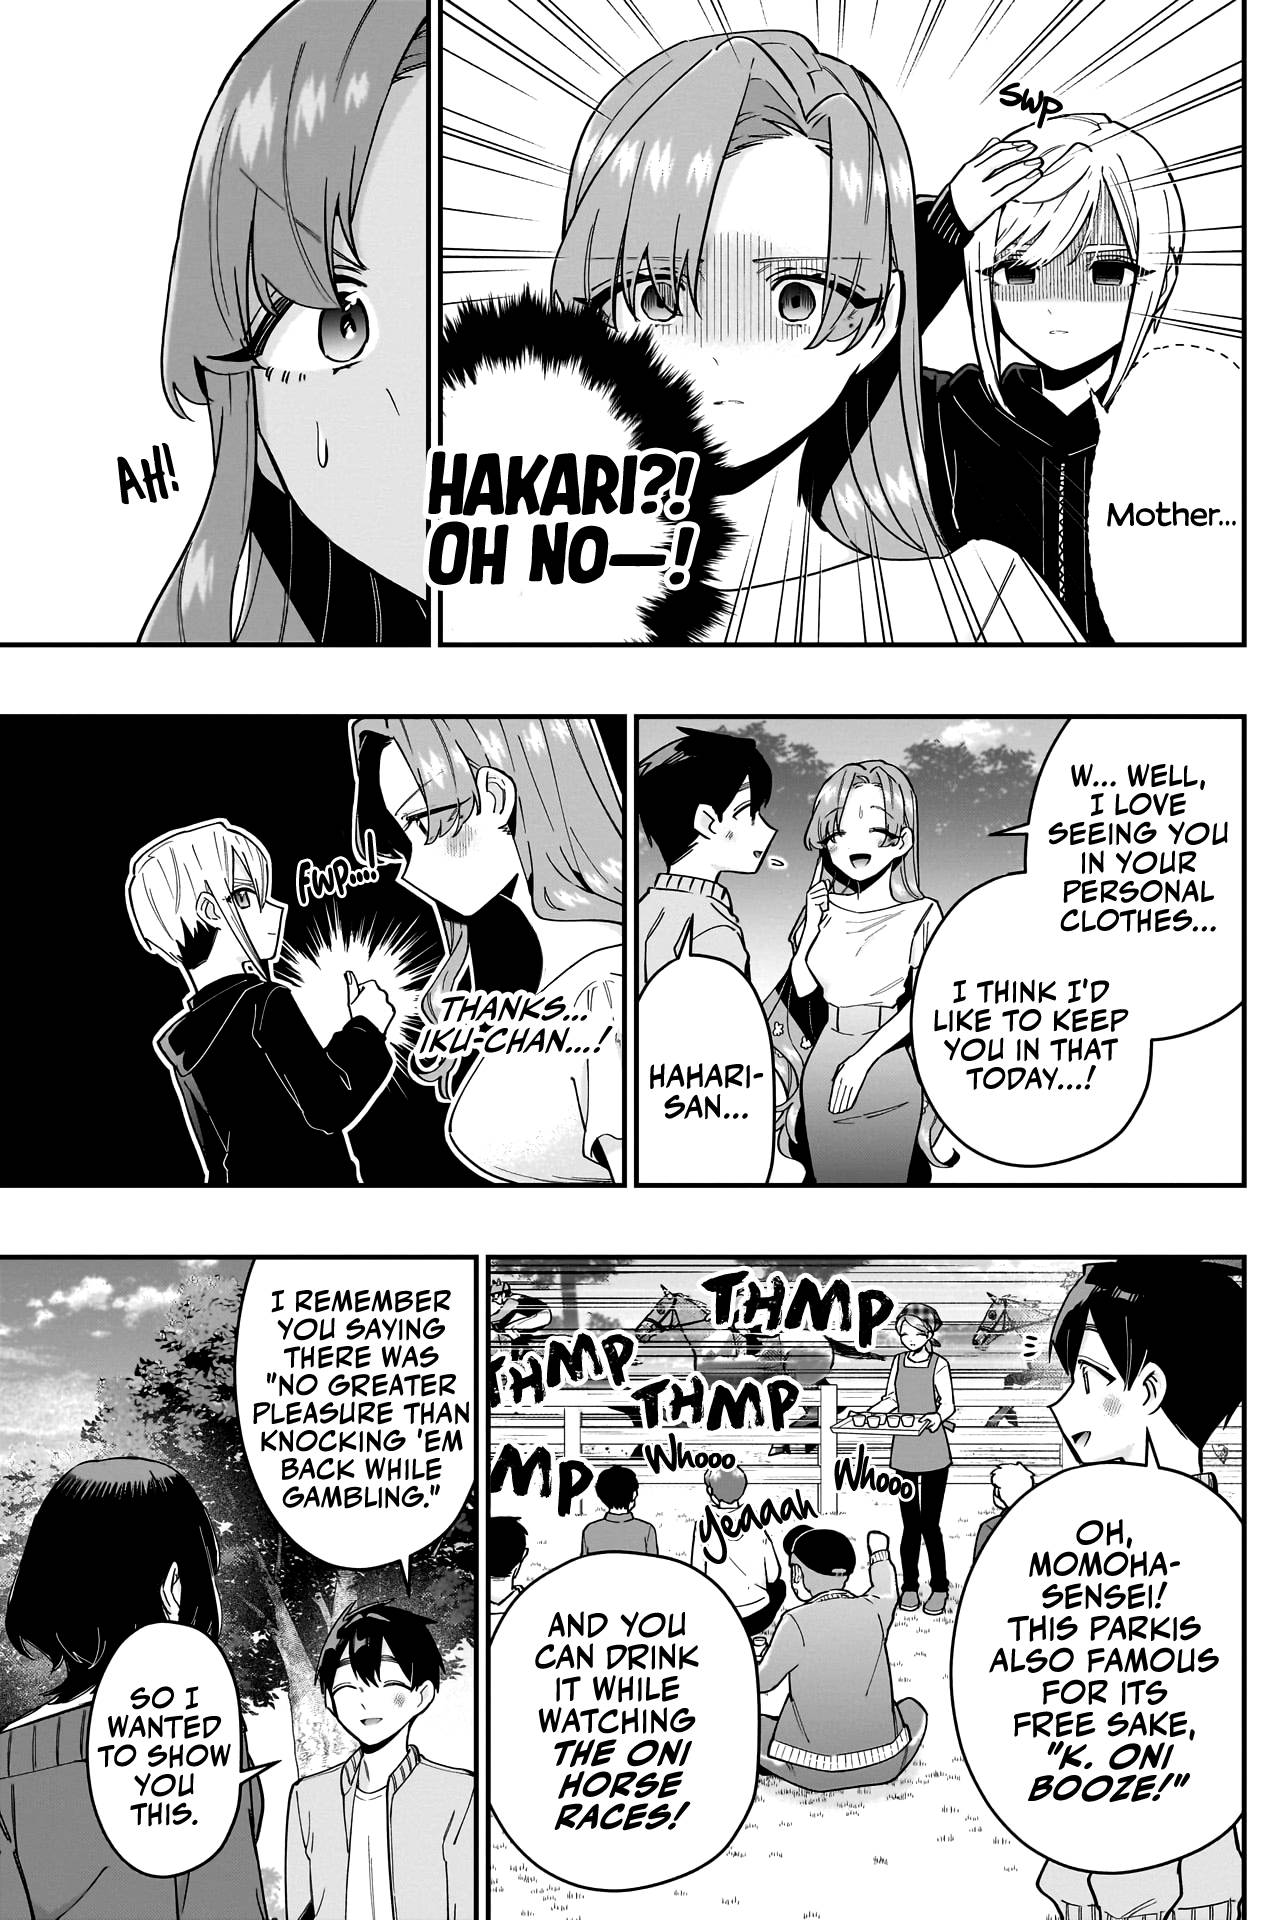 SWP
Mother...
HAKARI?!
OH NO—!
AH!
W... WELL,
I LOVE
SEEING YOU
IN YOUR
PERSONAL
CLOTHES...
I THINK I'D
LIKE TO KEEP
YOU IN THAT
TODAY...!
HAHARI-
SAN...
FWP...!
THANKS...
IKU-CHAN...!
THMP
THMP
THMP
MP
Whooo
Whooo
Yeaaah
OH,
MOMOHA-
SENSEI!
THIS PARKIS
ALSO FAMOUS
FOR ITS
FREE SAKE,
"K. ONI
BOOZE!"
AND YOU
CAN DRINK
IT WHILE
WATCHING
THE ONI
HORSE
RACES!
I REMEMBER
YOU SAYING
THERE WAS
"NO GREATER
PLEASURE THAN
KNOCKING 'EM
BACK WHILE
GAMBLING."
SO I
WANTED
TO SHOW
YOU
THIS.